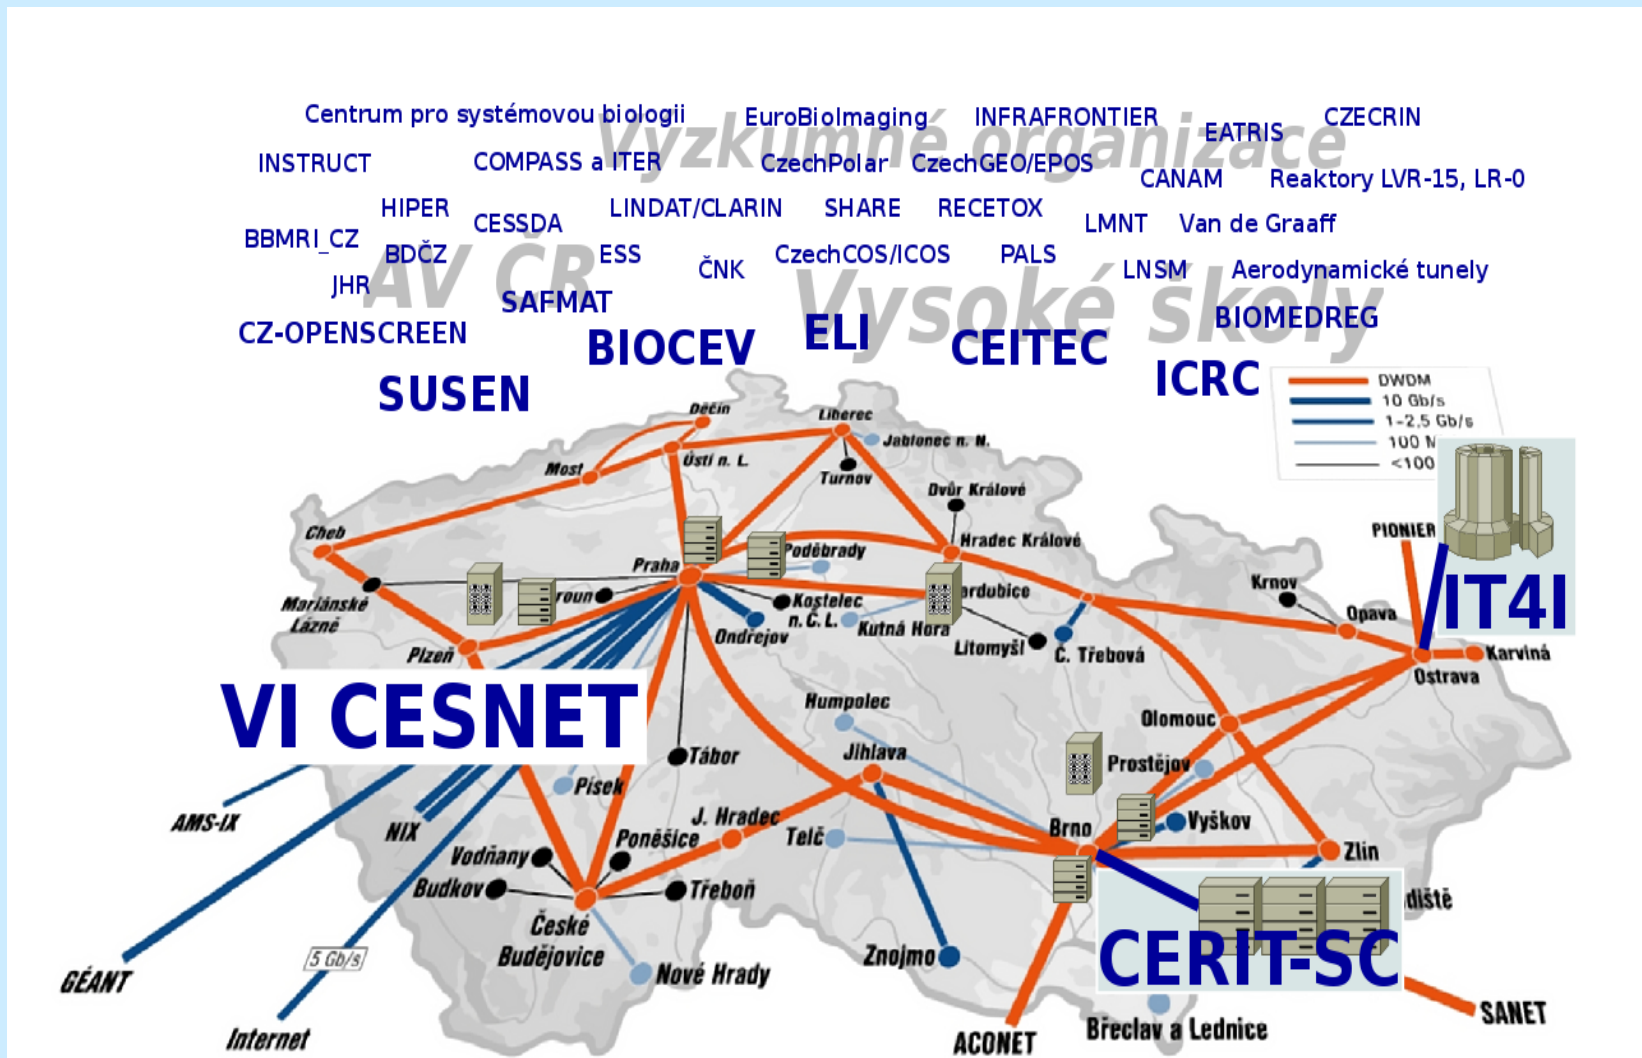 Výzkumné organizace
Centrum pro systémovou biologii
EuroBioImaging
INFRAFRONTIER
EATRIS
CZECRIN
INSTRUCT
COMPASS a ITER
CzechPolar
CzechGEO/EPOS
CANAM
Reaktory LVR-15, LR-0
HIPER
CESSDA
LINDAT/CLARIN
SHARE
RECETOX
LMNT
Van de Graaff
BBMRI_CZ
BDČZ
ESS
ČNK
CzechCOS/ICOS
PALS
LNSM
Aerodynamické tunely
AV ČR
Vysoké školy
JHR
SAFMAT
BIOMEDREG
CZ-OPENSCREEN
BIOCEV
ELI
CEITEC
ICRC
SUSEN
DWDM
10 Gb/s
1-2,5 Gb/s
100 M
<100
Děčín
Liberec
Jablonec n. N.
Ústí n. L.
Most
Turnov
Dvůr Králové
Cheb
Hradec Králové
PIONIER
Praha
Poděbrady
IT4I
Mariánské
Lázně
roun
Kostelec
n.Č.L.
ardubice
Krnov
Opava
Ondřejov
Kutná Hora
Litomyšl
Č. Třebová
Plzeň
Karviná
Ostrava
VI CESNET
Humpolec
Olomouc
Tábor
Jihlava
Prostějov
Písek
AMS-IX
NIX
J. Hradec
Poněšice
Telč
Brno
Vyškov
Zlín
Vodňany
Budkov
Třeboň
diště
České
Budějovice
Znojmo
CERIT-SC
5 Gb/s
GÉANT
Nové Hrady
Internet
ACONET
Břeclav a Lednice
SANET